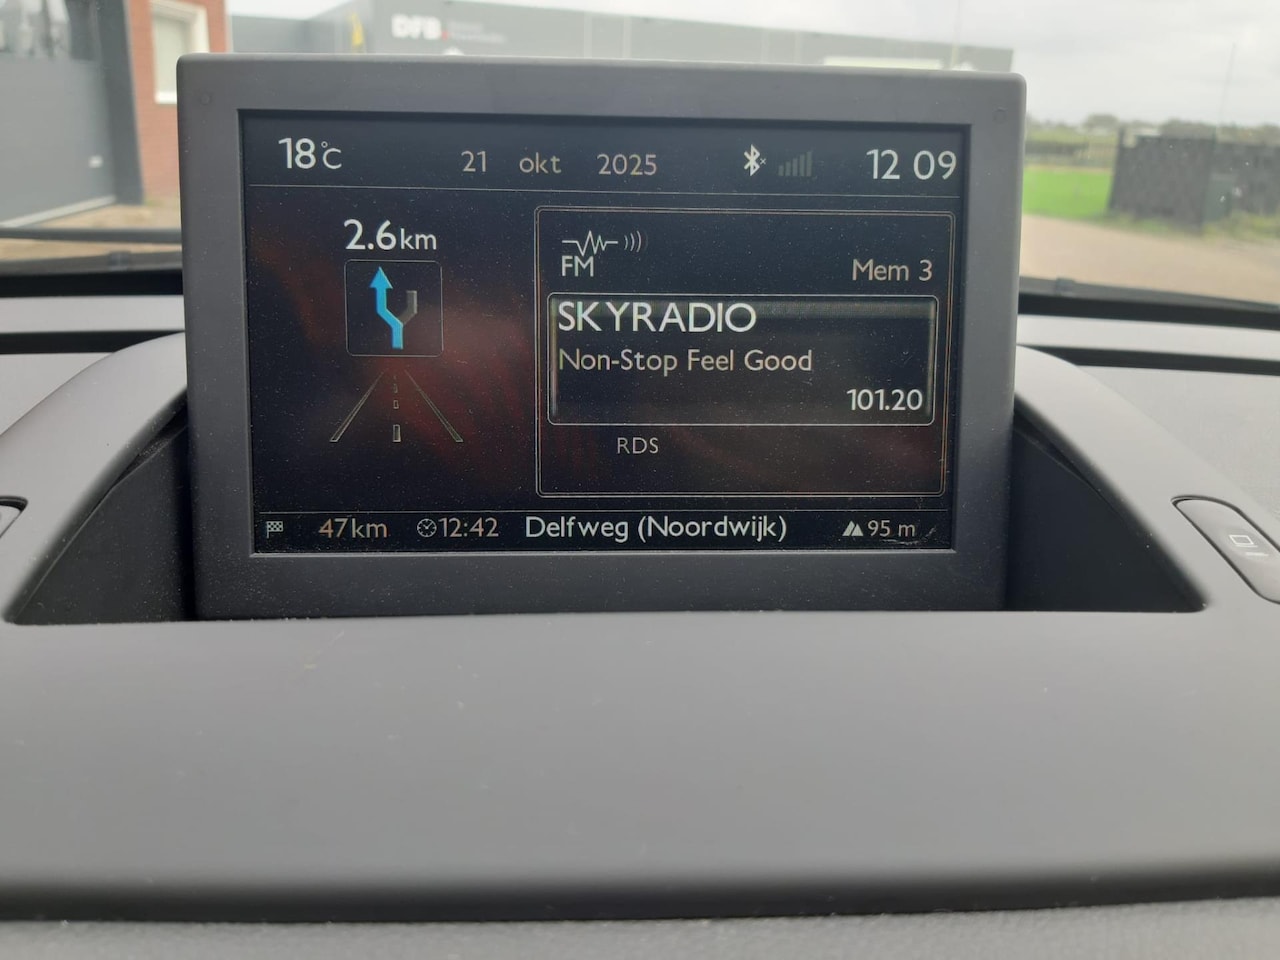 DFB
18°C 21 okt 2025 12 09
2.6km
FM
Mem 3
SKYRADIO
Non-Stop Feel Good
101.20
RDS
47km 12:42 Delfweg (Noordwijk) 95 m